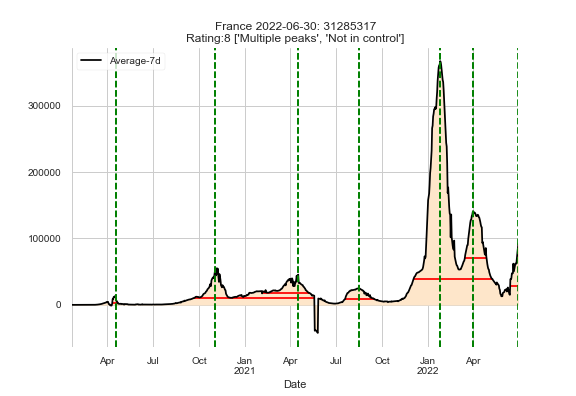 France 2022-06-30: 31285317
Rating:8 ['Multiple peaks', 'Not in control']
Average-7d
300000
200000
100000
0
Apr Jul Oct Jan Apr Jul Oct Jan Apr
2021 2022
Date